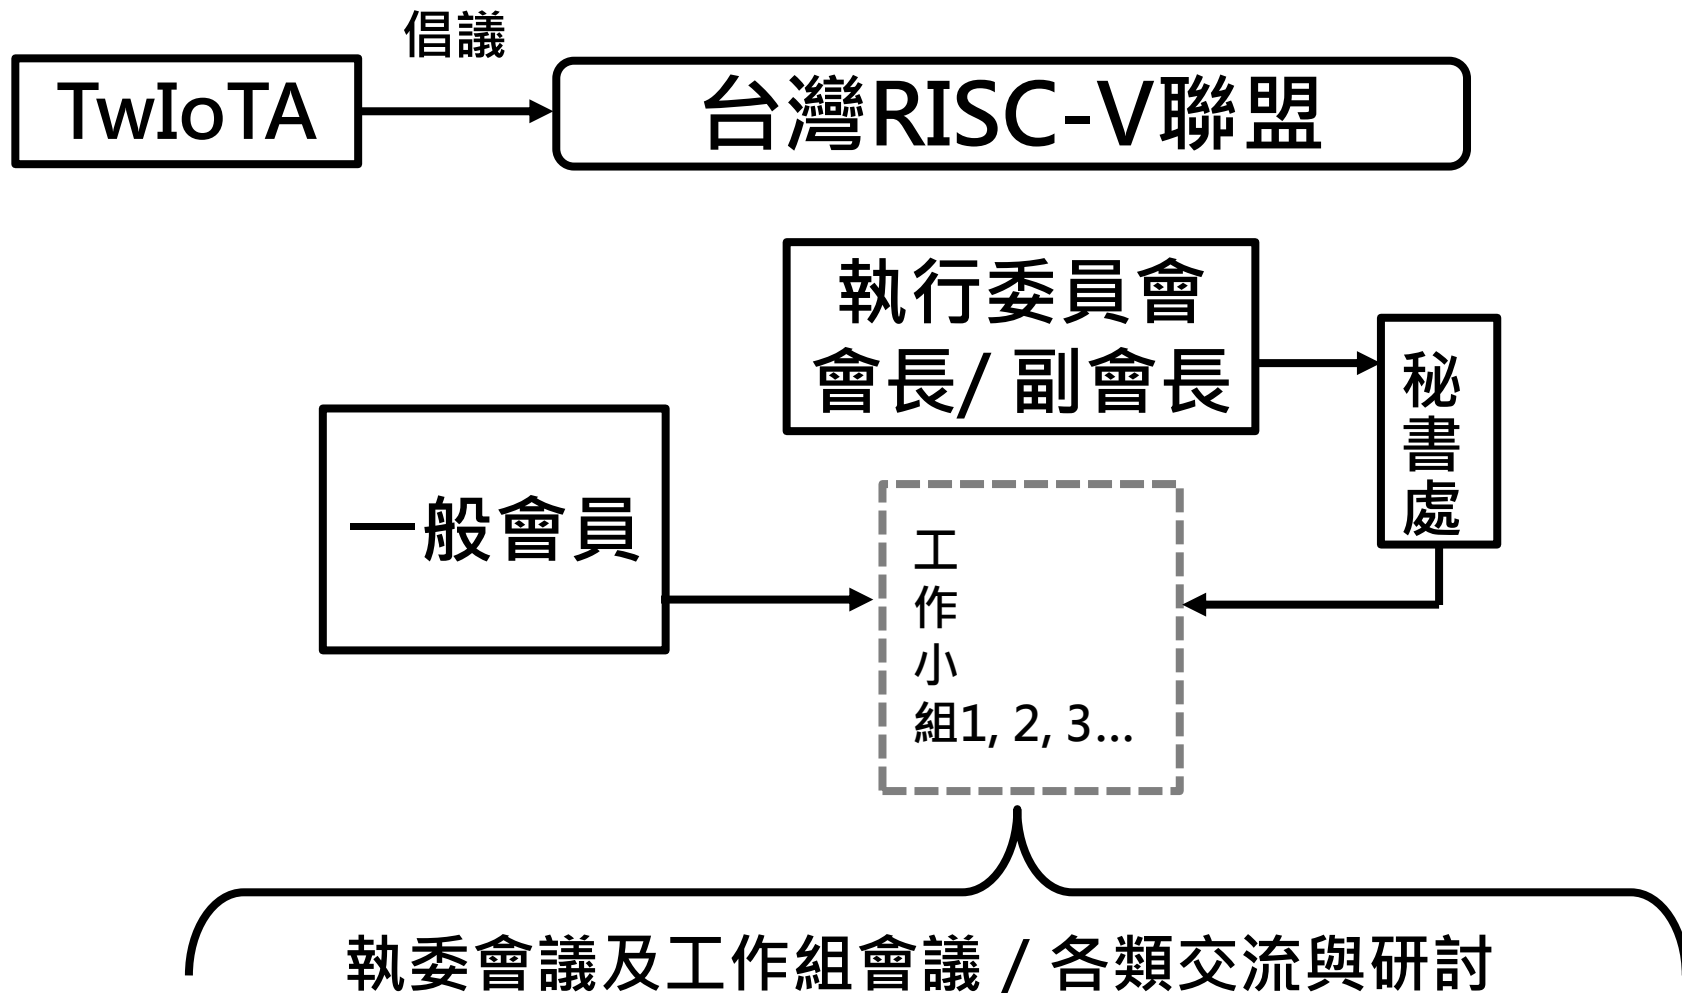 倡議
TwIoTA
台灣RISC-V聯盟
執行委員會
會長/ 副會長
秘書處
一般會員
工
作
小
組1, 2, 3...
執委會議及工作組會議 / 各類交流與研討